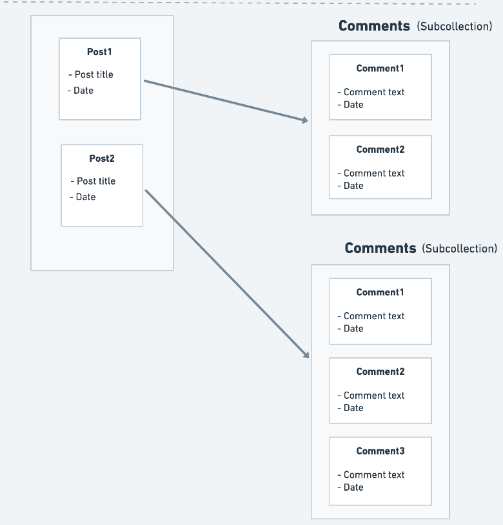 Post1
- Post title
- Date
Post2
- Post title
- Date
Comments (Subcollection)
Comment1
- Comment text
- Date
Comment2
- Comment text
- Date
Comments (Subcollection)
Comment1
- Comment text
- Date
Comment2
- Comment text
- Date
Comment3
- Comment text
- Date